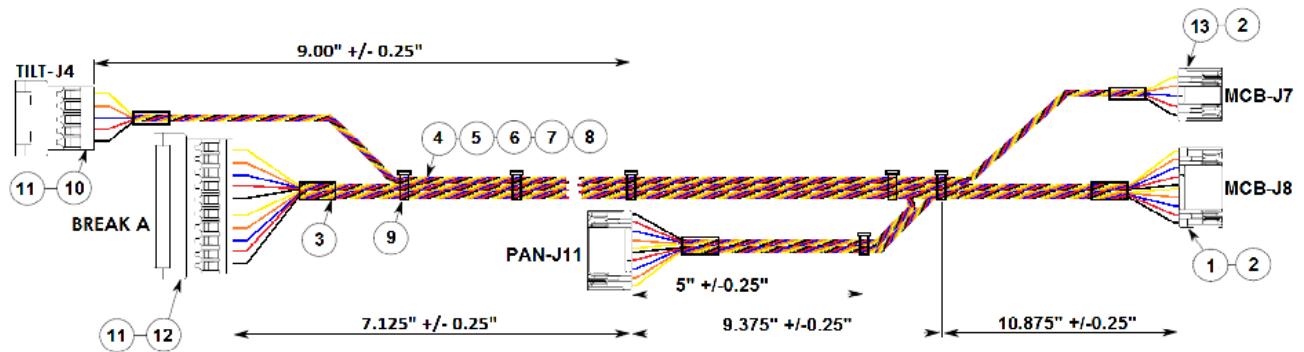 13 2
9.00" +/- 0.25"
TILT-J4
MCB-J7
4 5 6 7 8
11 10
MCB-J8
BREAK A
3 9
PAN-J11
1 2
5" +/-0.25"
11 12
7.125" +/- 0.25"
9.375" +/-0.25"
10.875" +/-0.25"